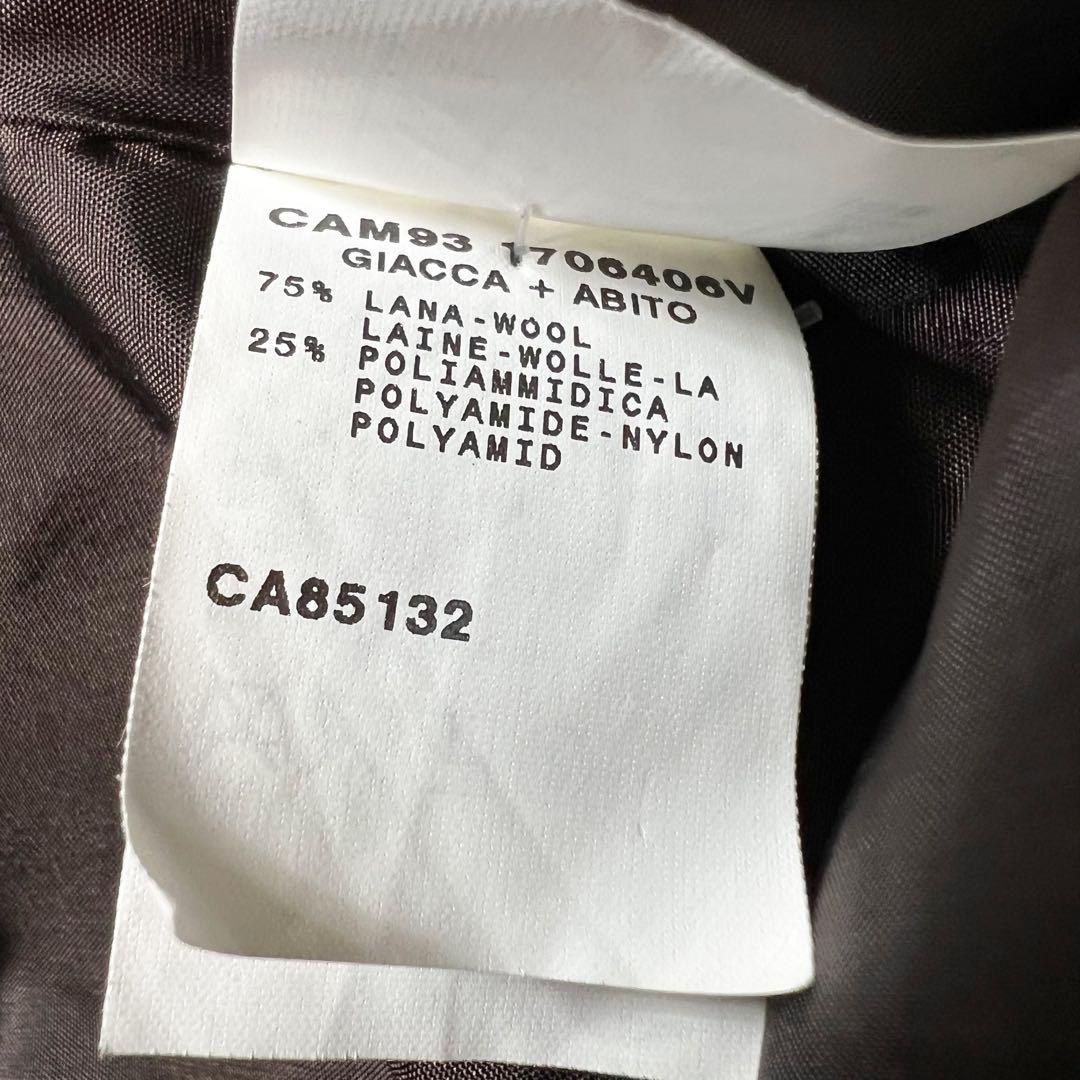 CAM93 1706406V
GIACCA + ABITO
75% LANA-WOOL
LAINE-WOLLE-LA
25% POLIAMMIDICA
POLYAMIDE-NYLON
POLYAMID
CA85132